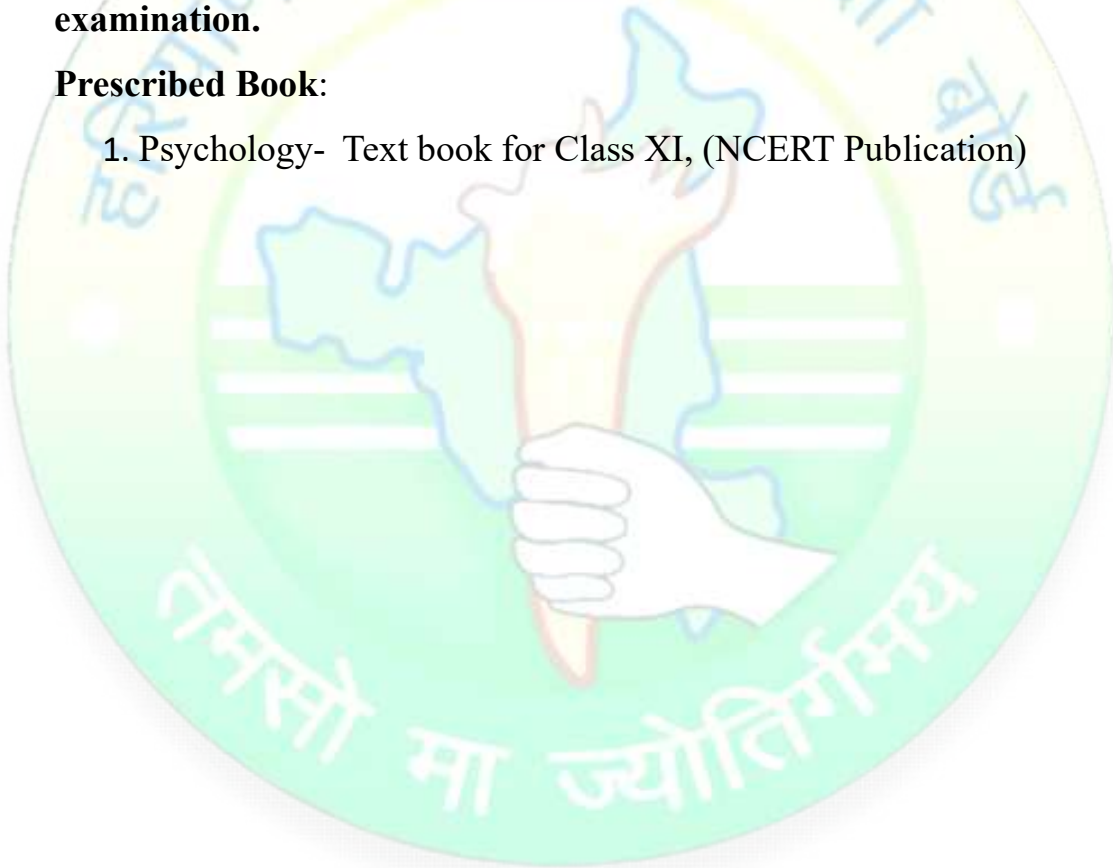 examination.
Prescribed Book:
1. Psychology- Text book for Class XI, (NCERT Publication)
तमसो मा ज्योतिर्गमय